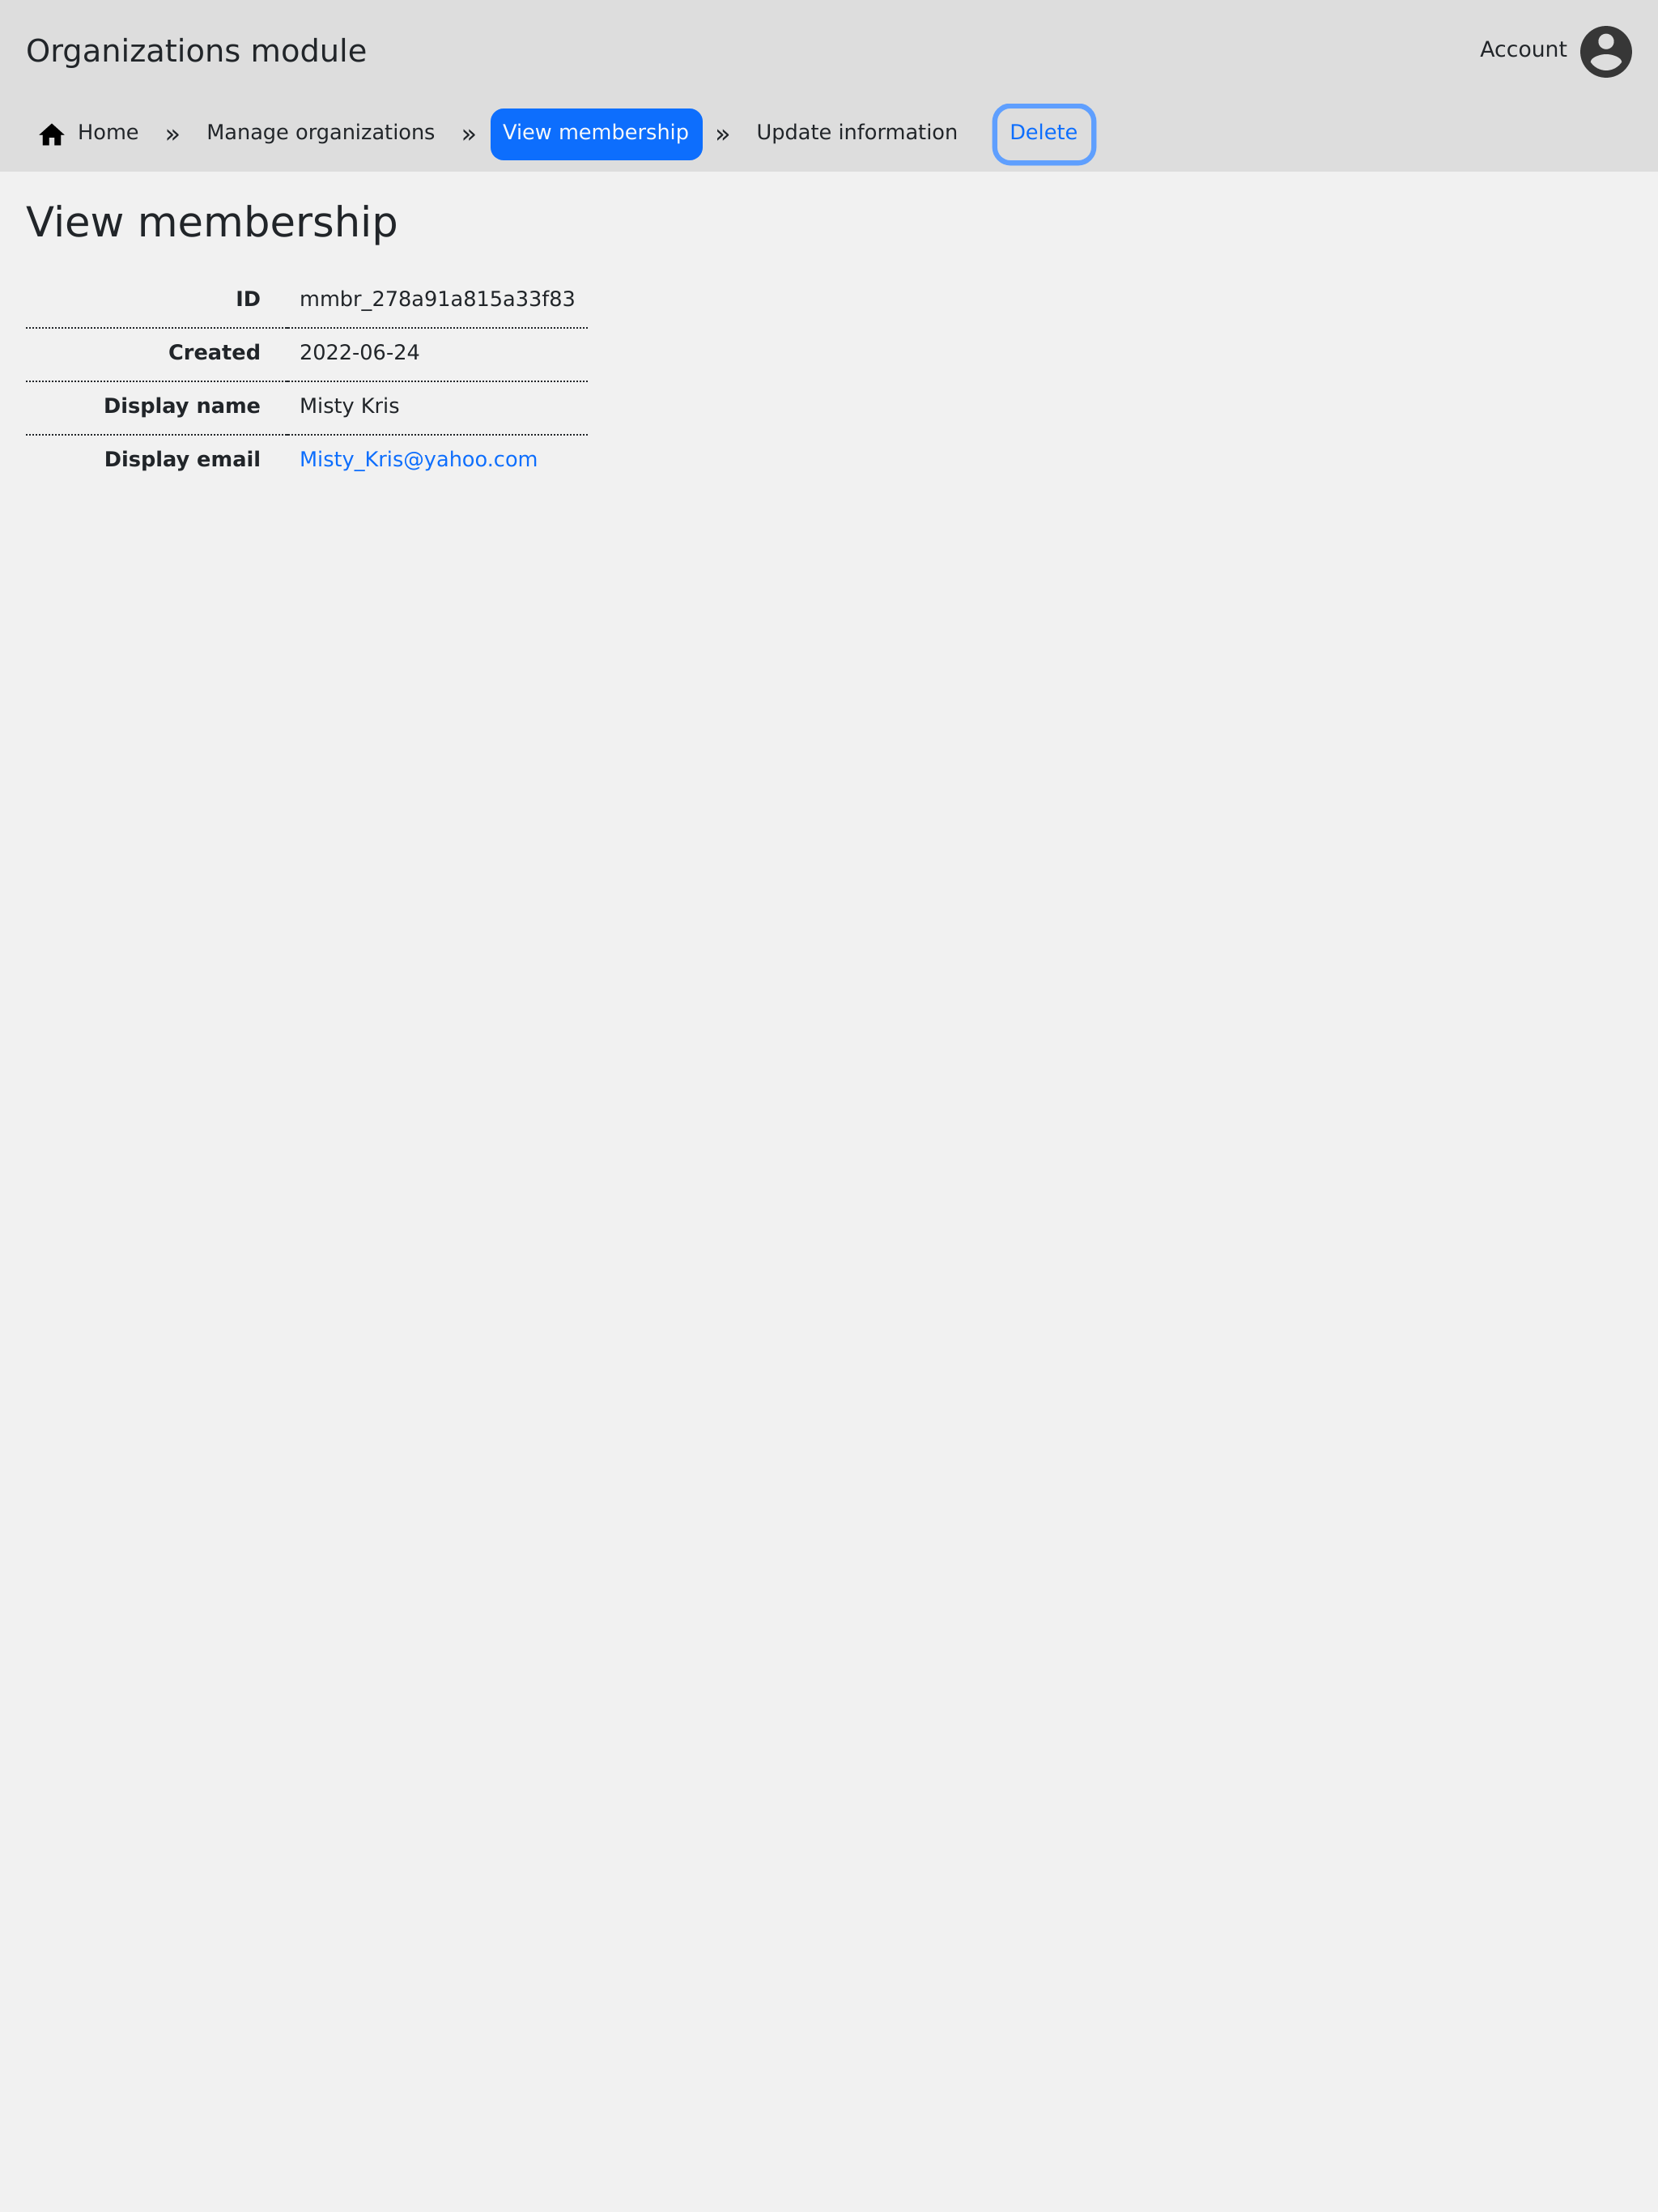 Organizations module
Account
Home » Manage organizations » View membership » Update information Delete
View membership
ID mmbr_278a91a815a33f83
Created 2022-06-24
Display name Misty Kris
Display email Misty_Kris@yahoo.com